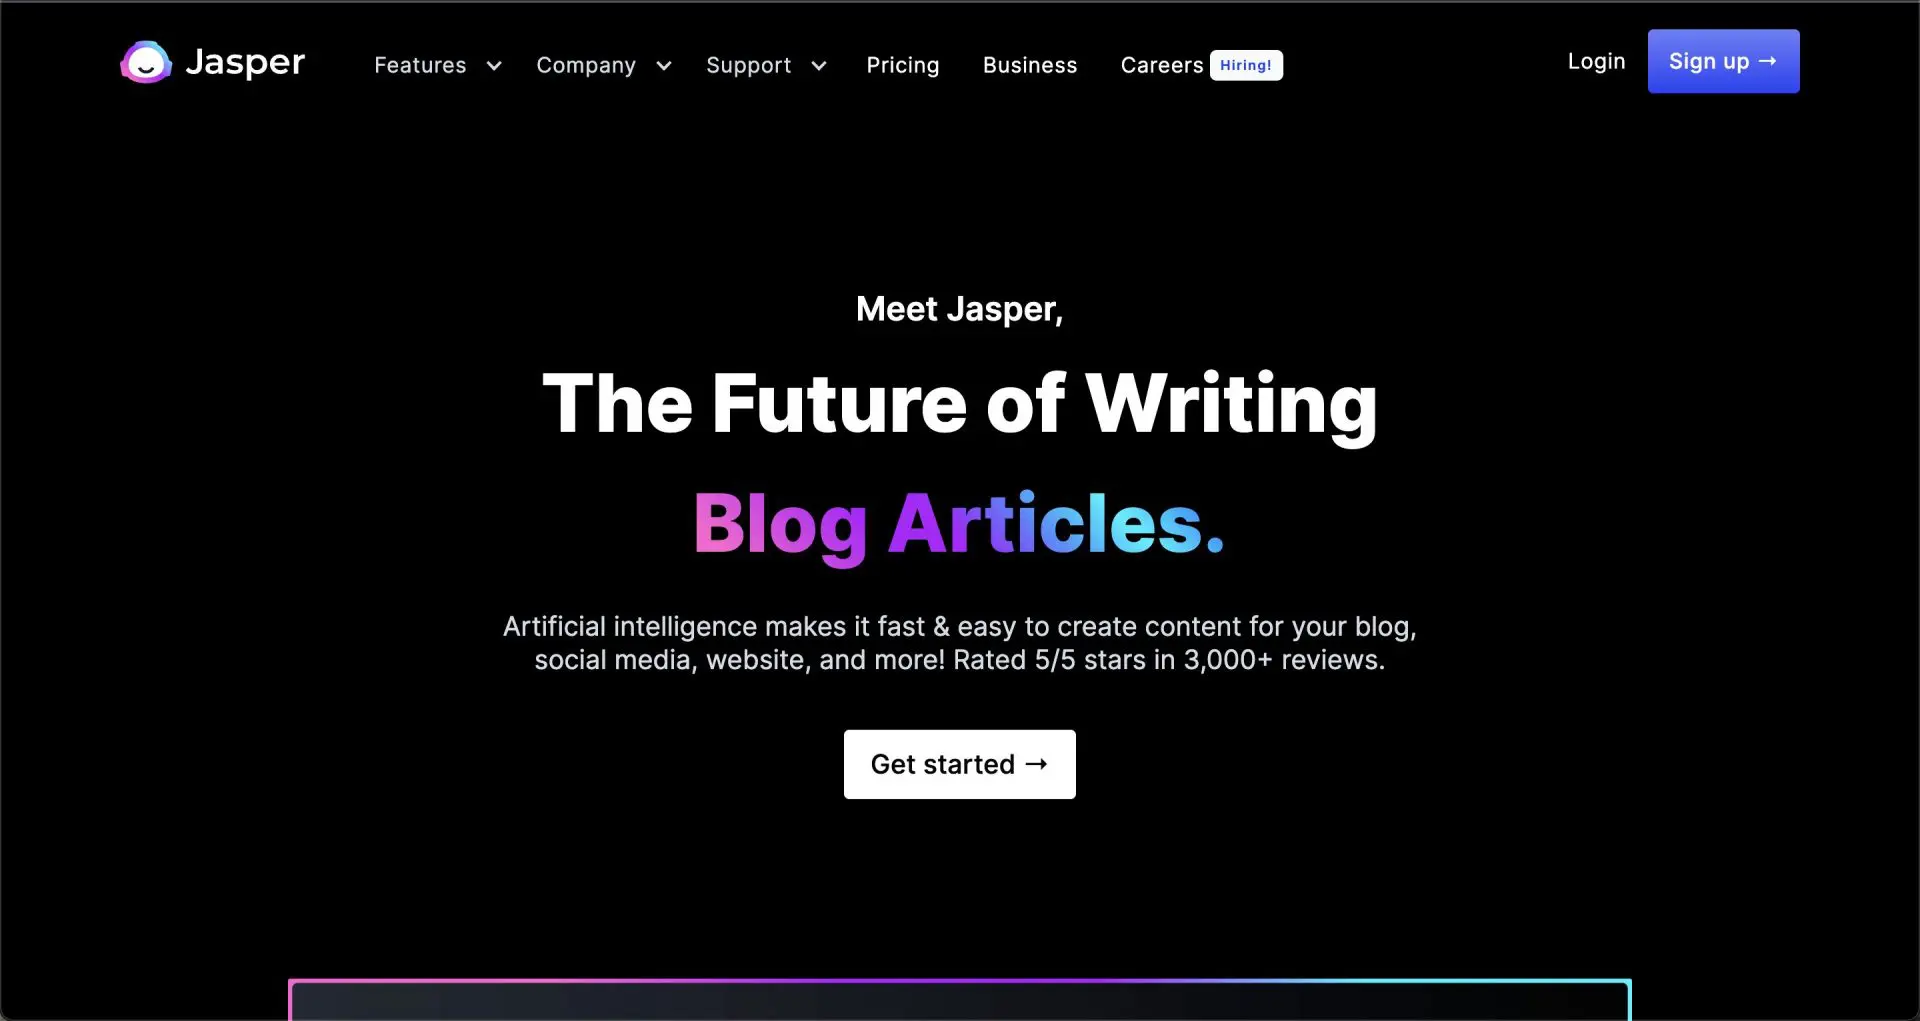 Jasper
Features
Company
Support
Pricing
Business
Careers
Hiring!
Login
Sign up →
Meet Jasper,
The Future of Writing
Blog Articles.
Artificial intelligence makes it fast & easy to create content for your blog,
social media, website, and more! Rated 5/5 stars in 3,000+ reviews.
Get started →